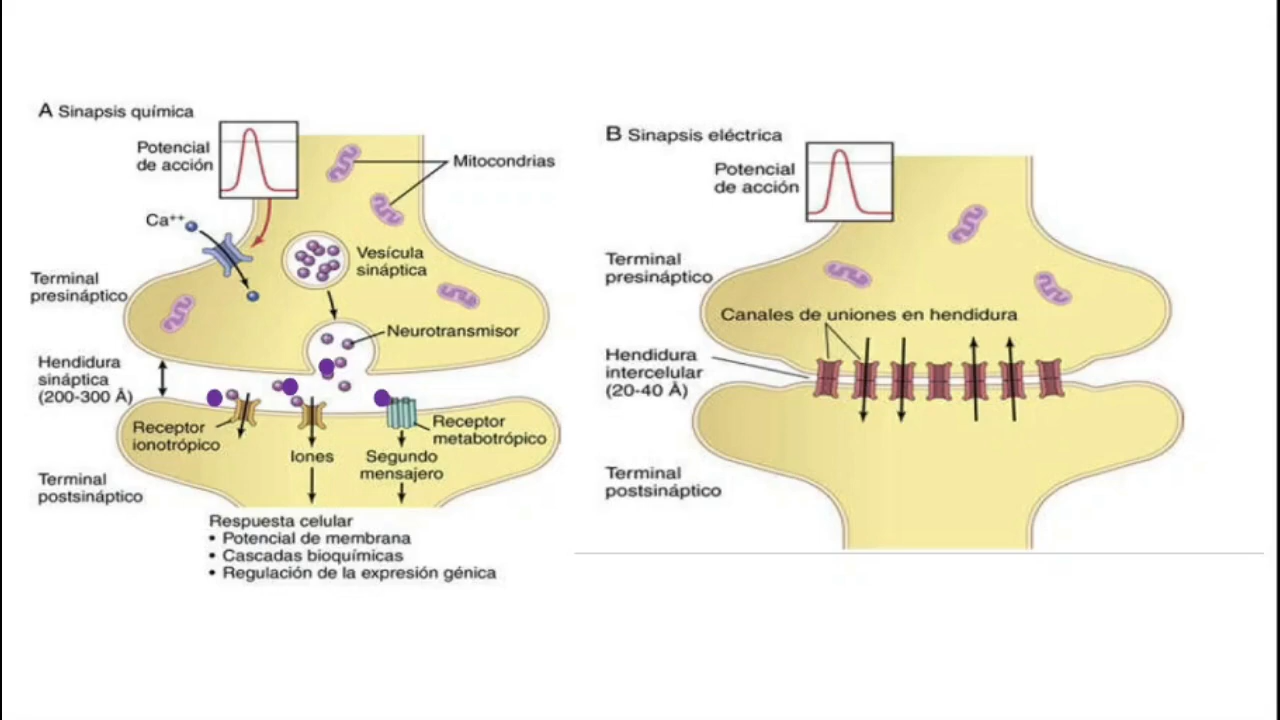 A Sinapsis química
Potencial
de acción
Mitocondrias
Ca++
Vesícula
sináptica
Terminal
presináptico
Neurotransmisor
Hendidura
sináptica
(200-300 Å)
Receptor
ionotrópico
Receptor
metabotrópico
Iones
Segundo
mensajero
Terminal
postsináptico
Respuesta celular
• Potencial de membrana
• Cascadas bioquímicas
• Regulación de la expresión génica
B Sinapsis eléctrica
Potencial
de acción
Terminal
presináptico
Canales de uniones en hendidura
Hendidura
intercelular
(20-40 Å)
Terminal
postsináptico